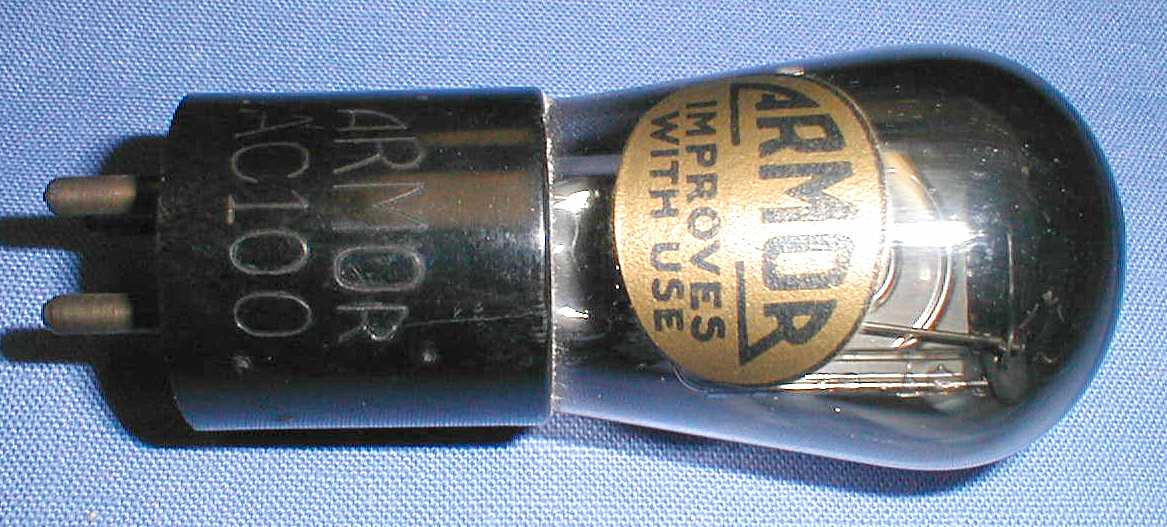 ARMOR
AC100
ARMOR
IMPROVES
WITH USE